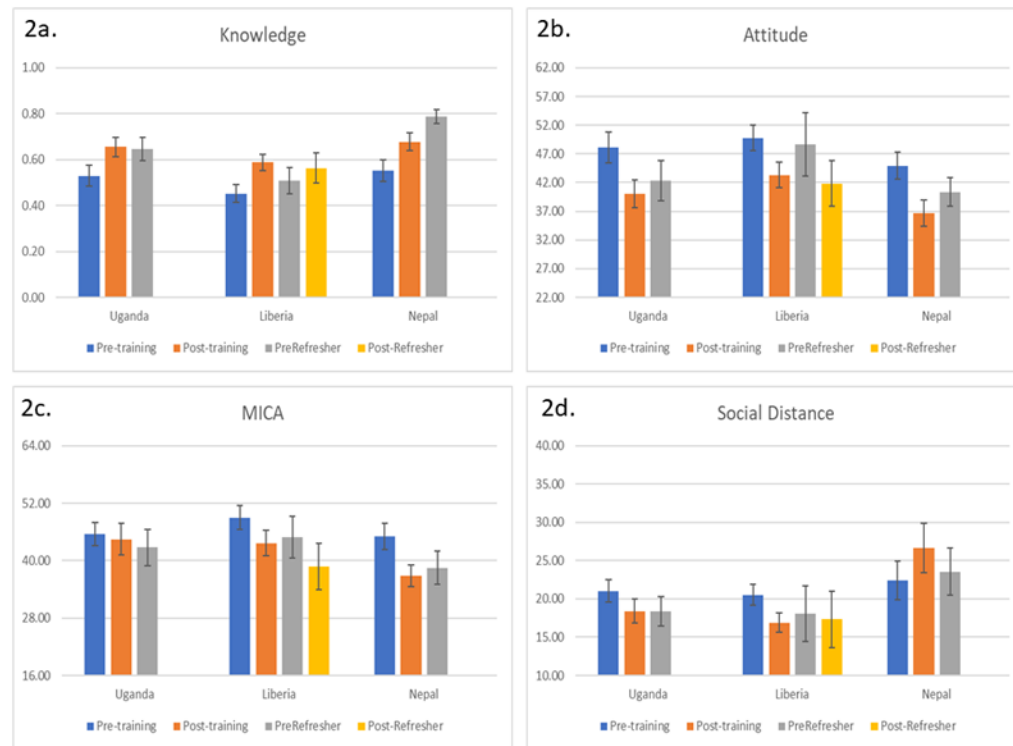 2a.
Knowledge
1.00
0.80
0.60
0.40
0.20
0.00
Uganda Liberia Nepal
Pre-training Post-training PreRefresher Post-Refresher
2b.
Attitude
62.00
57.00
52.00
47.00
42.00
37.00
32.00
27.00
22.00
Uganda Liberia Nepal
Pre-training Post-training PreRefresher Post-Refresher
2c.
MICA
64.00
52.00
40.00
28.00
16.00
Uganda Liberia Nepal
Pre-training Post-training PreRefresher Post-Refresher
2d.
Social Distance
40.00
35.00
30.00
25.00
20.00
15.00
10.00
Uganda Liberia Nepal
Pre-training Post-training PreRefresher Post-Refresher